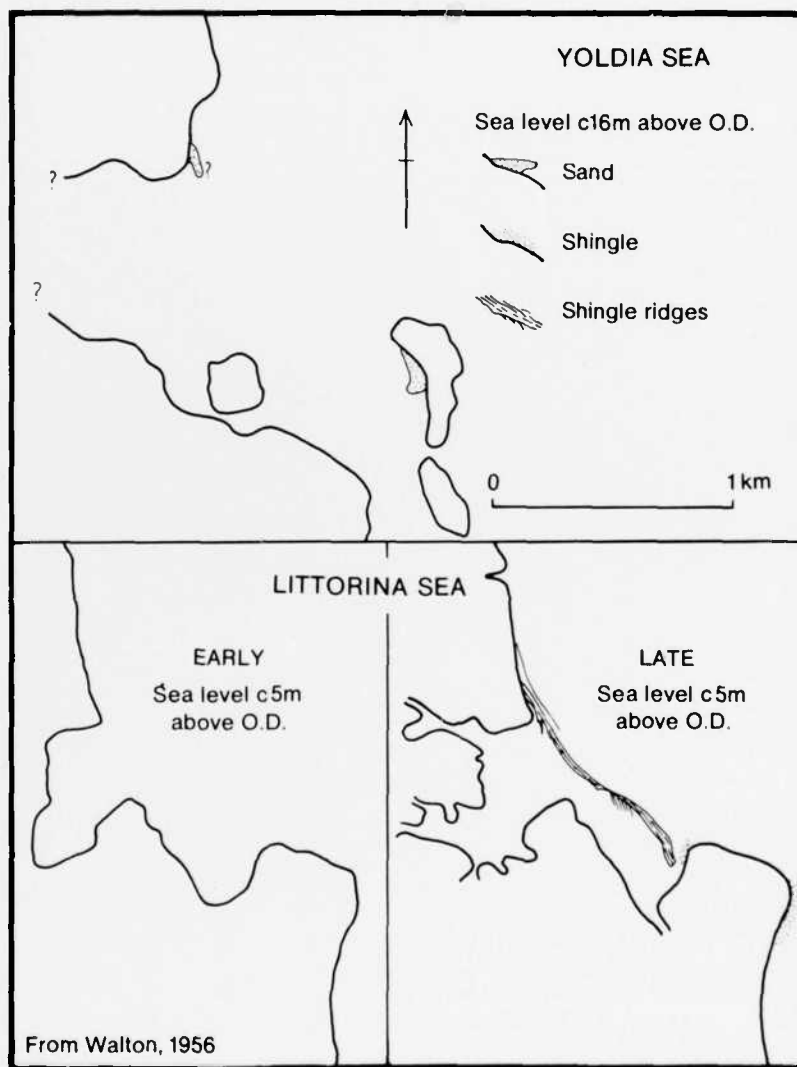 YOLDIA SEA
Sea level c16m above O.D.
Sand
Shingle
Shingle ridges
?
?
?
0 1 km
LITTORINA SEA
EARLY
Sea level c5m
above O.D.
LATE
Sea level c5m
above O.D.
From Walton, 1956